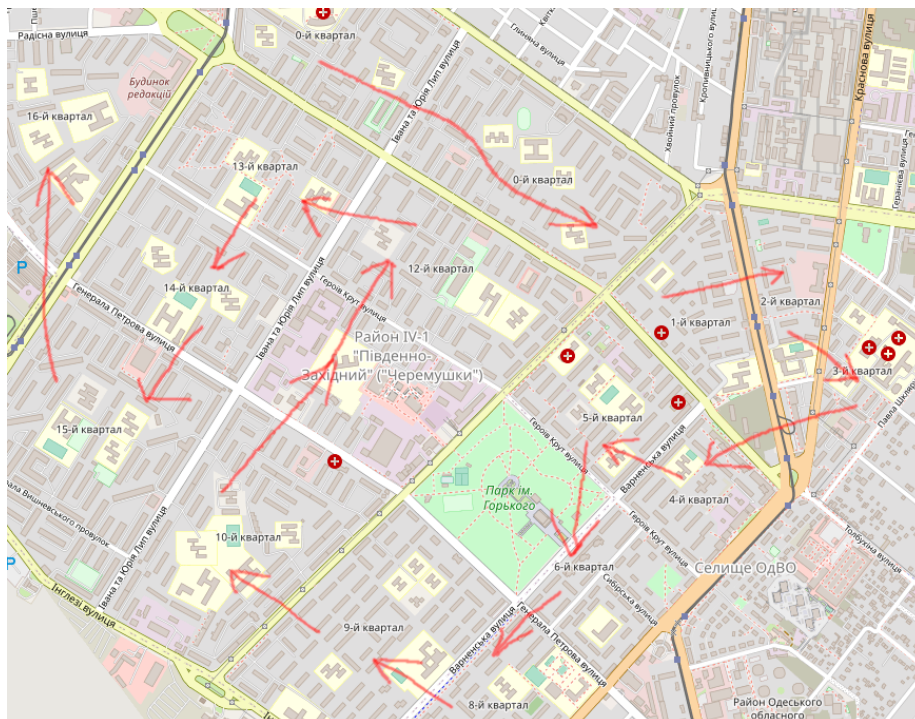 Радісна вулиця
0-й квартал
Глиняна вулиця
Кропивницького вулиця
Хвойний провулок
Краснова вулиця
Геранієва вулиця
Будинок
редакцій
16-й квартал
Івана та Юрія Лип вулиця
13-й квартал
0-й квартал
P
12-й квартал
14-й квартал
Генерала Петрова вулиця
Героїв Крут вулиця
Івана та Юрія Лип вулиця
2-й квартал
1-й квартал
Район IV-1
"Південно-
Західний" ("Черемушки")
3-й квартал
15-й квартал
5-й квартал
Героїв Крут вулиця
Варненська вулиця
Парк ім.
Горького
4-й квартал
Вишневського провулок
10-й квартал
Івана та Юрія Лип вулиця
Героїв Крут вулиця
Толбухіна вулиця
P
6-й квартал
Селище ОдВО
Сибірська вулиця
Інглезі вулиця
9-й квартал
Генерала Петрова вулиця
Варненська вулиця
8-й квартал
Район Одеського
обласного